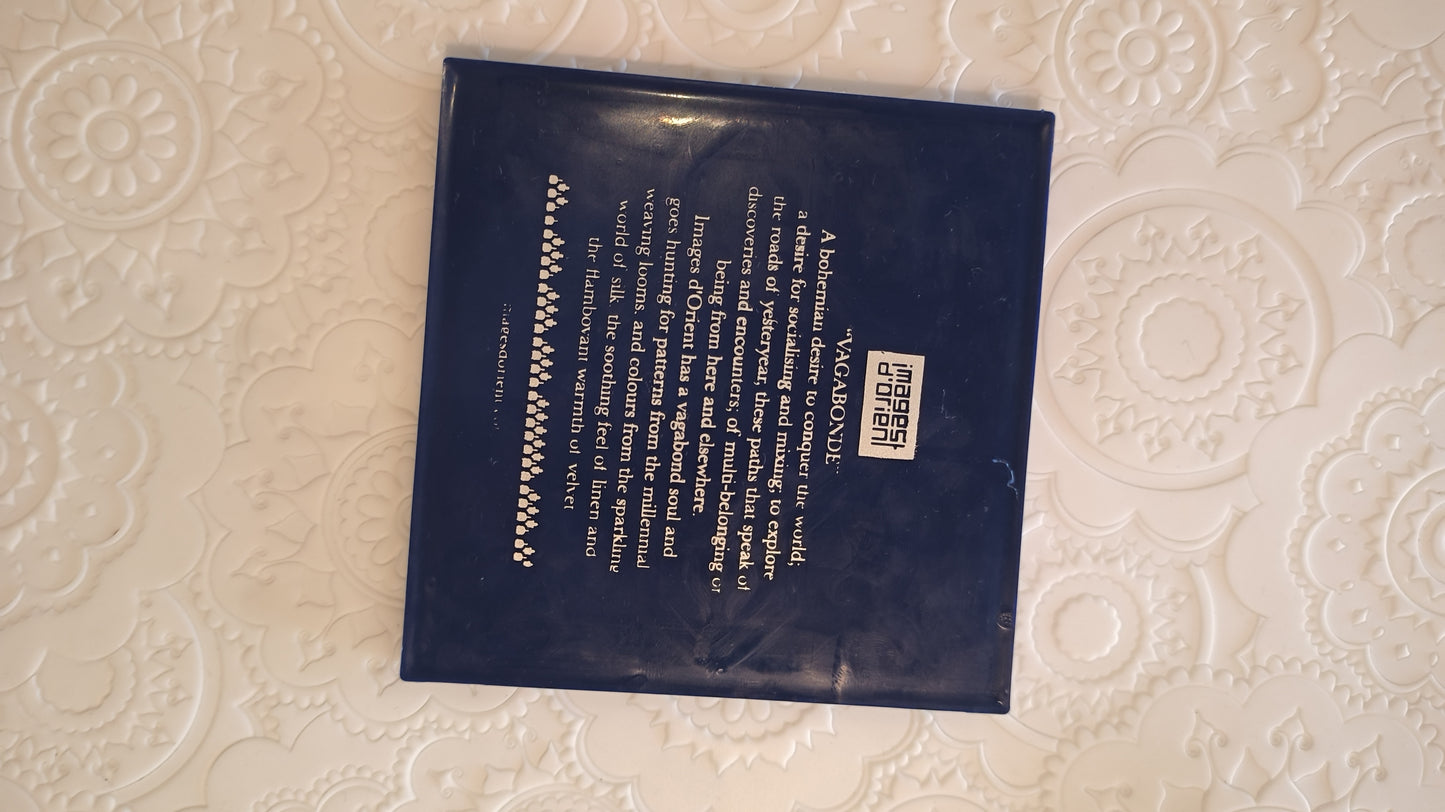 images
d'orient
"VAGABONDE"
A bohemian desire to conquer the world;
a desire for socialising and mixing; to explore
the roads of yesteryear, these paths that speak of
discoveries and encounters; of multi-belonging or
being from here and elsewhere.
Images d'Orient has a vagabond soul and
goes hunting for patterns from the millennial
weaving looms, and colours from the sparkling
world of silk, the soothing feel of linen and
the flamboyant warmth of velvet